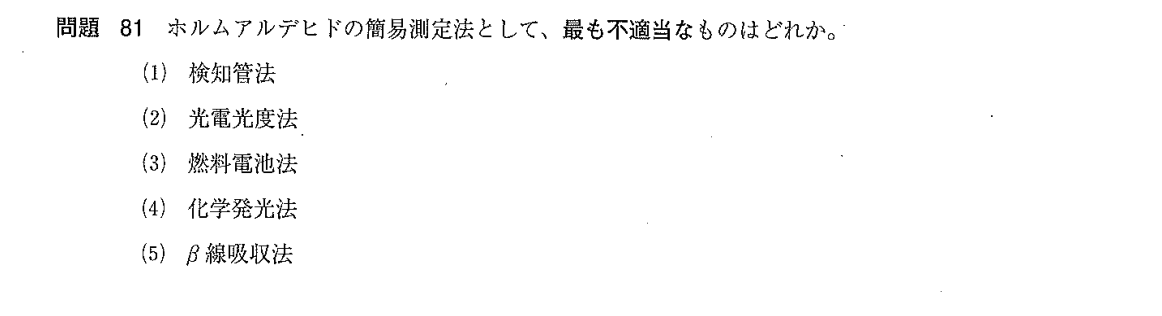 問題 81 ホルムアルデヒドの簡易測定法として、最も不適当なものはどれか。
(1) 検知管法
(2) 光電光度法
(3) 燃料電池法
(4) 化学発光法
(5) β線吸収法